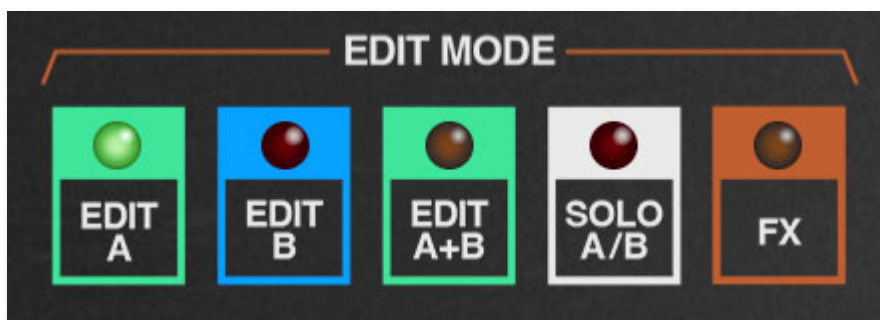 EDIT MODE
EDIT
A
EDIT
B
EDIT
A+B
SOLO
A/B
FX